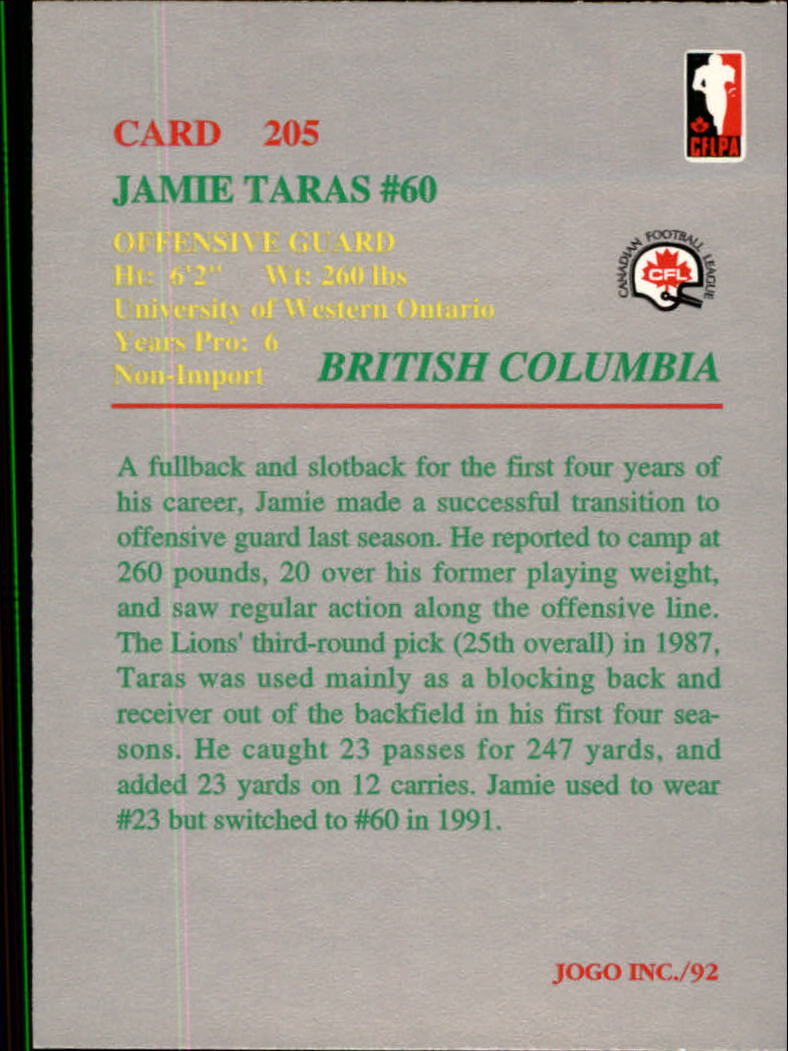 CARD 205
CFLPA
JAMIE TARAS #60
OFFENSIVE GUARD
Ht: 6'2" Wt: 260 lbs
University of Western Ontario
Years Pro: 6
Non-Import
CANADIAN FOOTBALL LEAGUE
CFL
BRITISH COLUMBIA
A fullback and slotback for the first four years of
his career, Jamie made a successful transition to
offensive guard last season. He reported to camp at
260 pounds, 20 over his former playing weight,
and saw regular action along the offensive line.
The Lions' third-round pick (25th overall) in 1987,
Taras was used mainly as a blocking back and
receiver out of the backfield in his first four sea-
sons. He caught 23 passes for 247 yards, and
added 23 yards on 12 carries. Jamie used to wear
#23 but switched to #60 in 1991.
JOGO INC./92